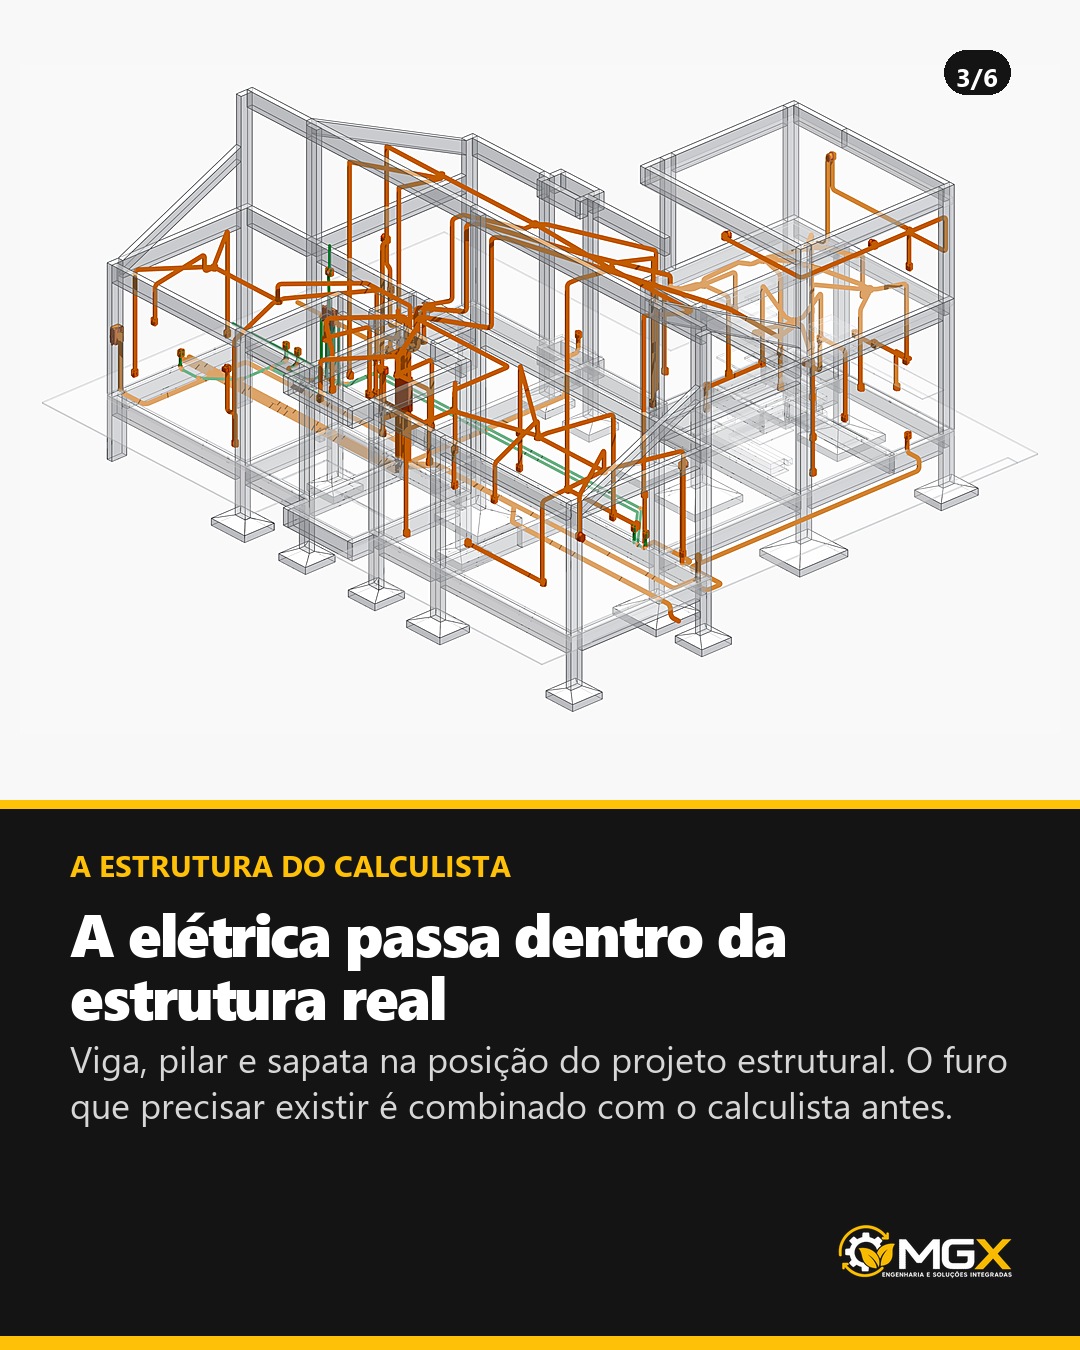 3/6
A ESTRUTURA DO CALCULISTA
A elétrica passa dentro da
estrutura real
Viga, pilar e sapata na posição do projeto estrutural. O furo
que precisar existir é combinado com o calculista antes.
MGX
ENGENHARIA E SOLUÇÕES INTEGRADAS